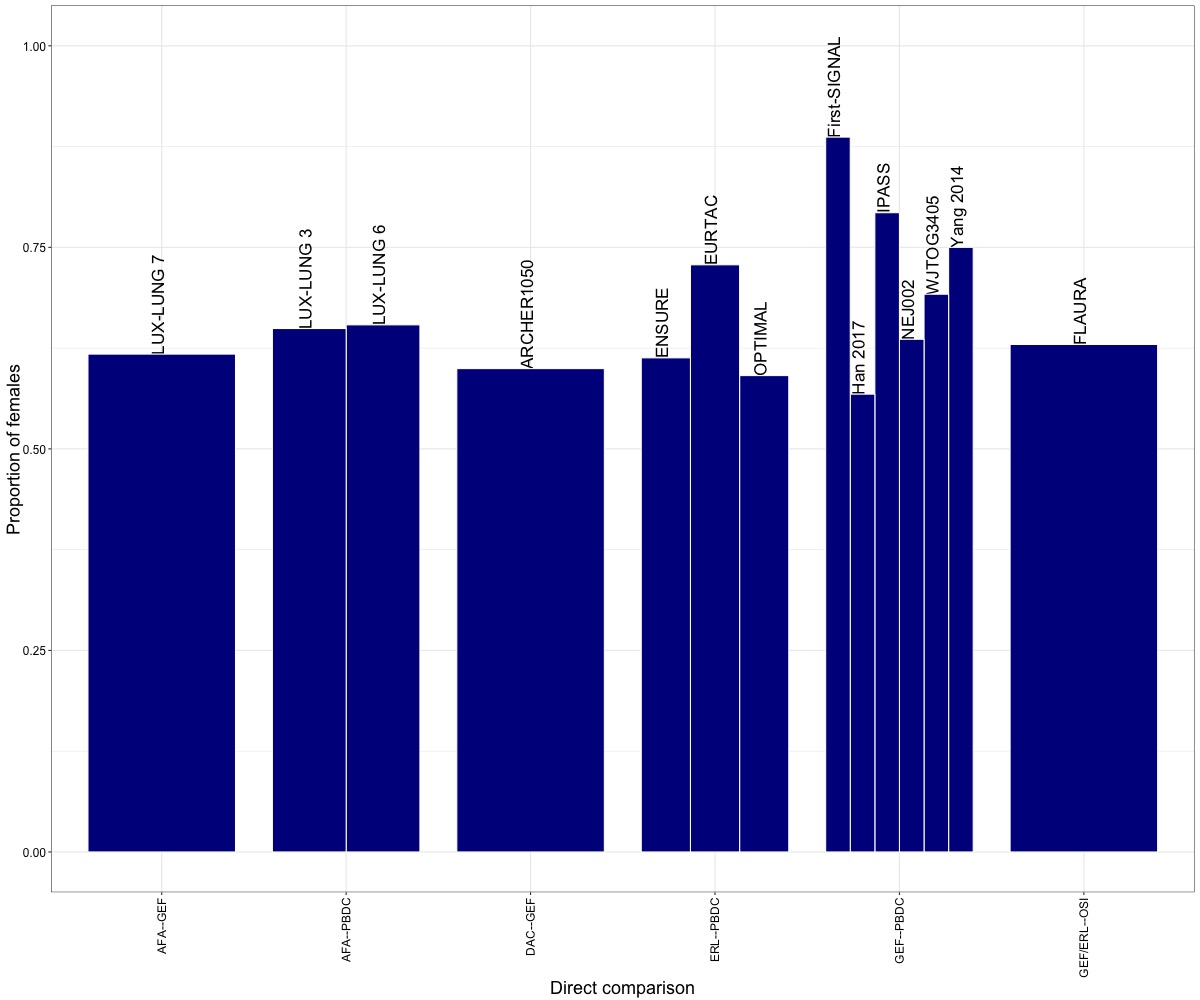 1.00
0.75
0.50
0.25
0.00
Proportion of females
LUX-LUNG 7
LUX-LUNG 3
LUX-LUNG 6
ARCHER1050
ENSURE
EURTAC
OPTIMAL
First-SIGNAL
Han 2017
IPASS
NEJ002
WJTOG3405
Yang 2014
FLAURA
AFA--GEF
AFA--PBDC
DAC--GEF
ERL--PBDC
GEF--PBDC
GEF/ERL--OSI
Direct comparison